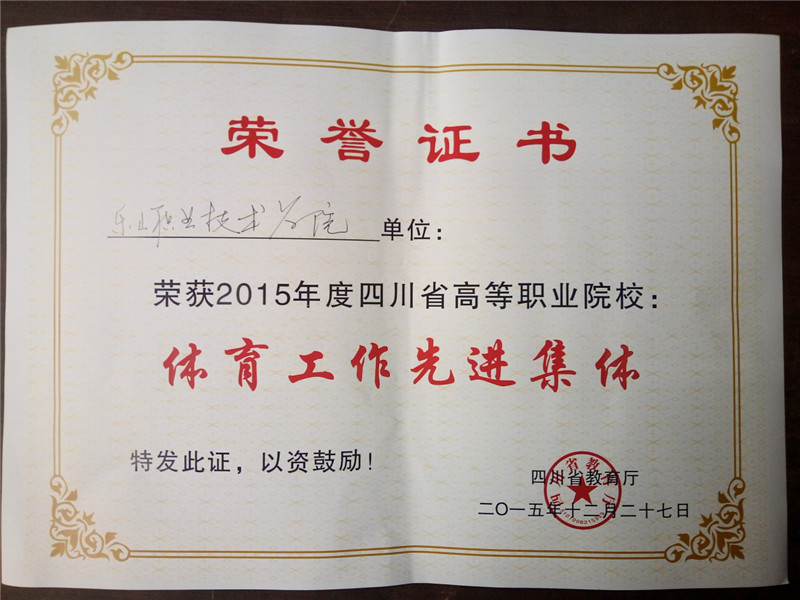 荣誉证书
乐山职业技术学院 单位：
荣获2015年度四川省高等职业院校：
体育工作先进集体
特发此证，以资鼓励！
四川省教育厅
二〇一五年十二月二十七日